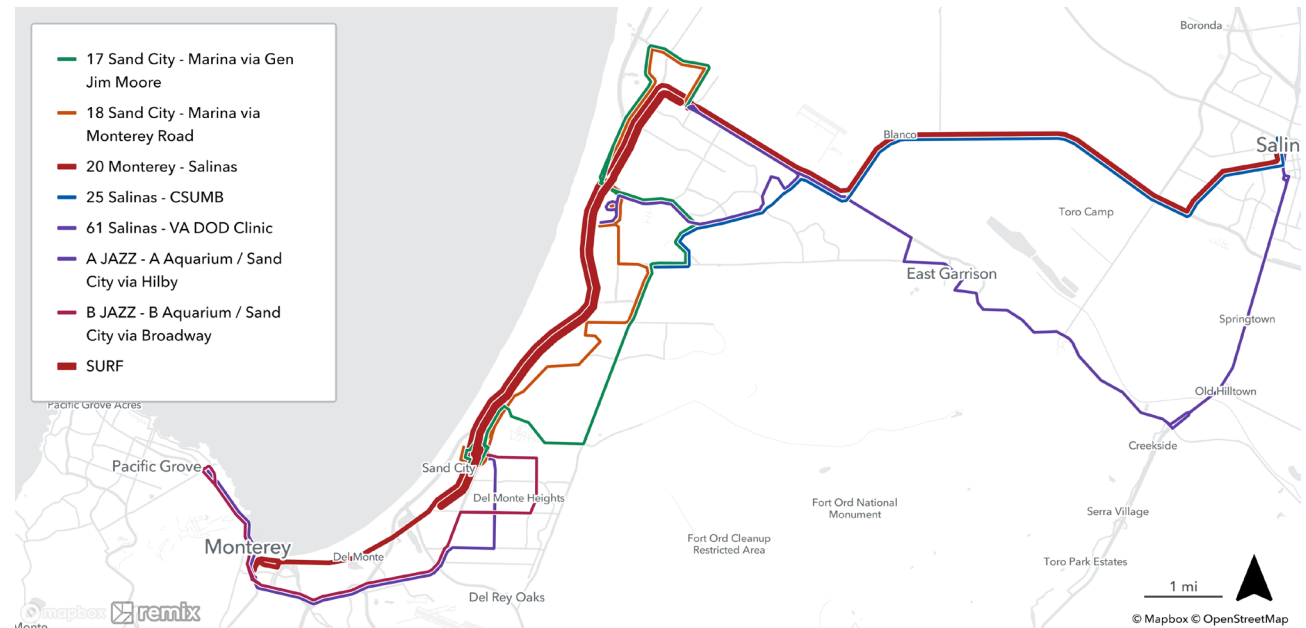 17 Sand City - Marina via Gen
Jim Moore
18 Sand City - Marina via
Monterey Road
20 Monterey - Salinas
25 Salinas - CSUMB
61 Salinas - VA DOD Clinic
A JAZZ - A Aquarium / Sand
City via Hilby
B JAZZ - B Aquarium / Sand
City via Broadway
SURF
Boronda
Blanco
Salin
Toro Camp
East Garrison
Springtown
Old Hilltown
Pacific Grove Acres
Creekside
Pacific Grove
Sand City
Del Monte Heights
Fort Ord National
Monument
Serra Village
Fort Ord Cleanup
Restricted Area
Monterey
Del Monte
Toro Park Estates
Del Rey Oaks
1 mi
mapbox
remix
© Mapbox © OpenStreetMap
Monte